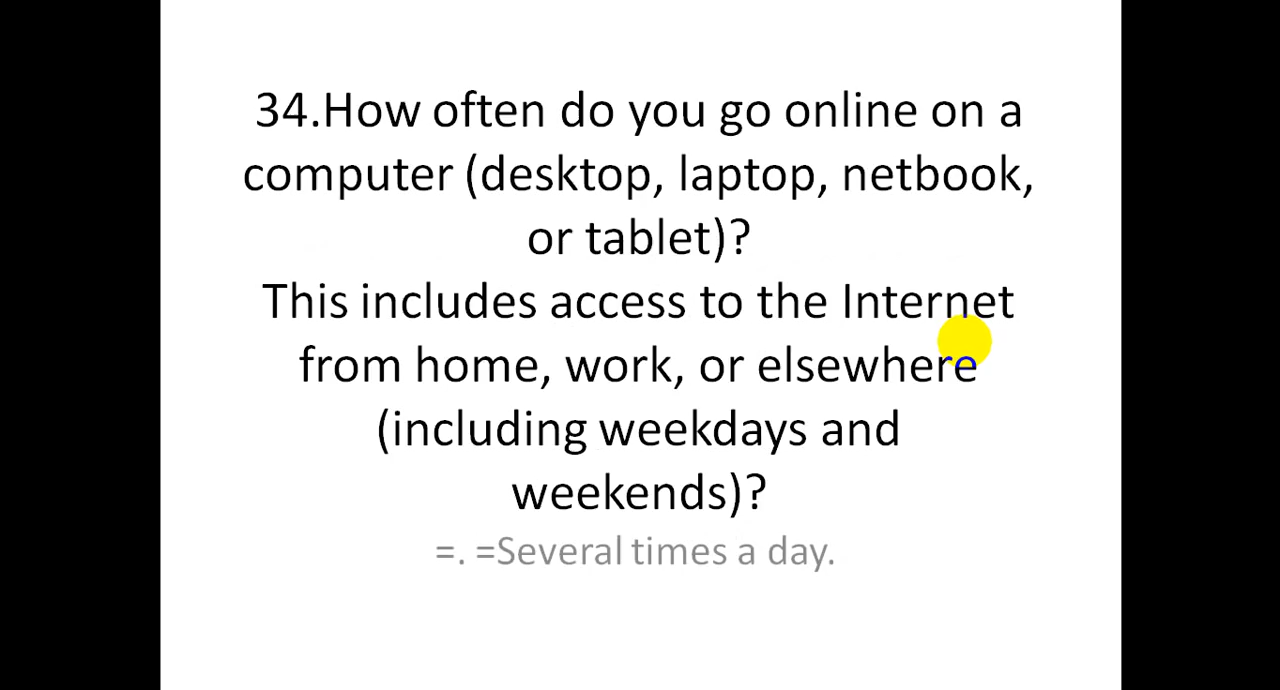 34.How often do you go online on a
computer (desktop, laptop, netbook,
or tablet)?
This includes access to the Internet
from home, work, or elsewhere
(including weekdays and
weekends)?
=. =Several times a day.